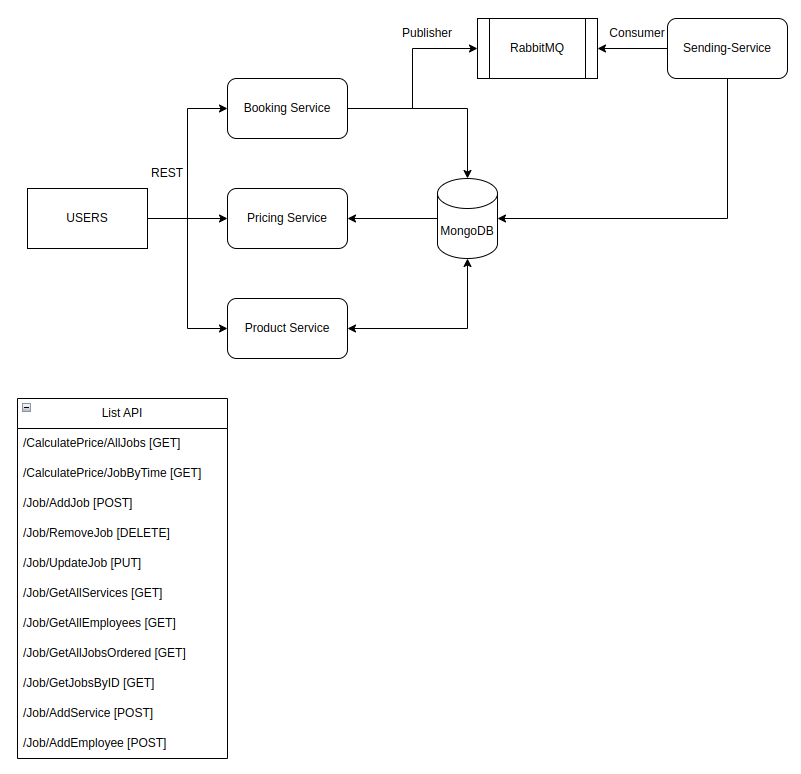 Publisher
RabbitMQ
Consumer
Sending-Service
Booking Service
REST
USERS
Pricing Service
MongoDB
Product Service
List API
/CalculatePrice/AllJobs [GET]
/CalculatePrice/JobByTime [GET]
/Job/AddJob [POST]
/Job/RemoveJob [DELETE]
/Job/UpdateJob [PUT]
/Job/GetAllServices [GET]
/Job/GetAllEmployees [GET]
/Job/GetAllJobsOrdered [GET]
/Job/GetJobsByID [GET]
/Job/AddService [POST]
/Job/AddEmployee [POST]